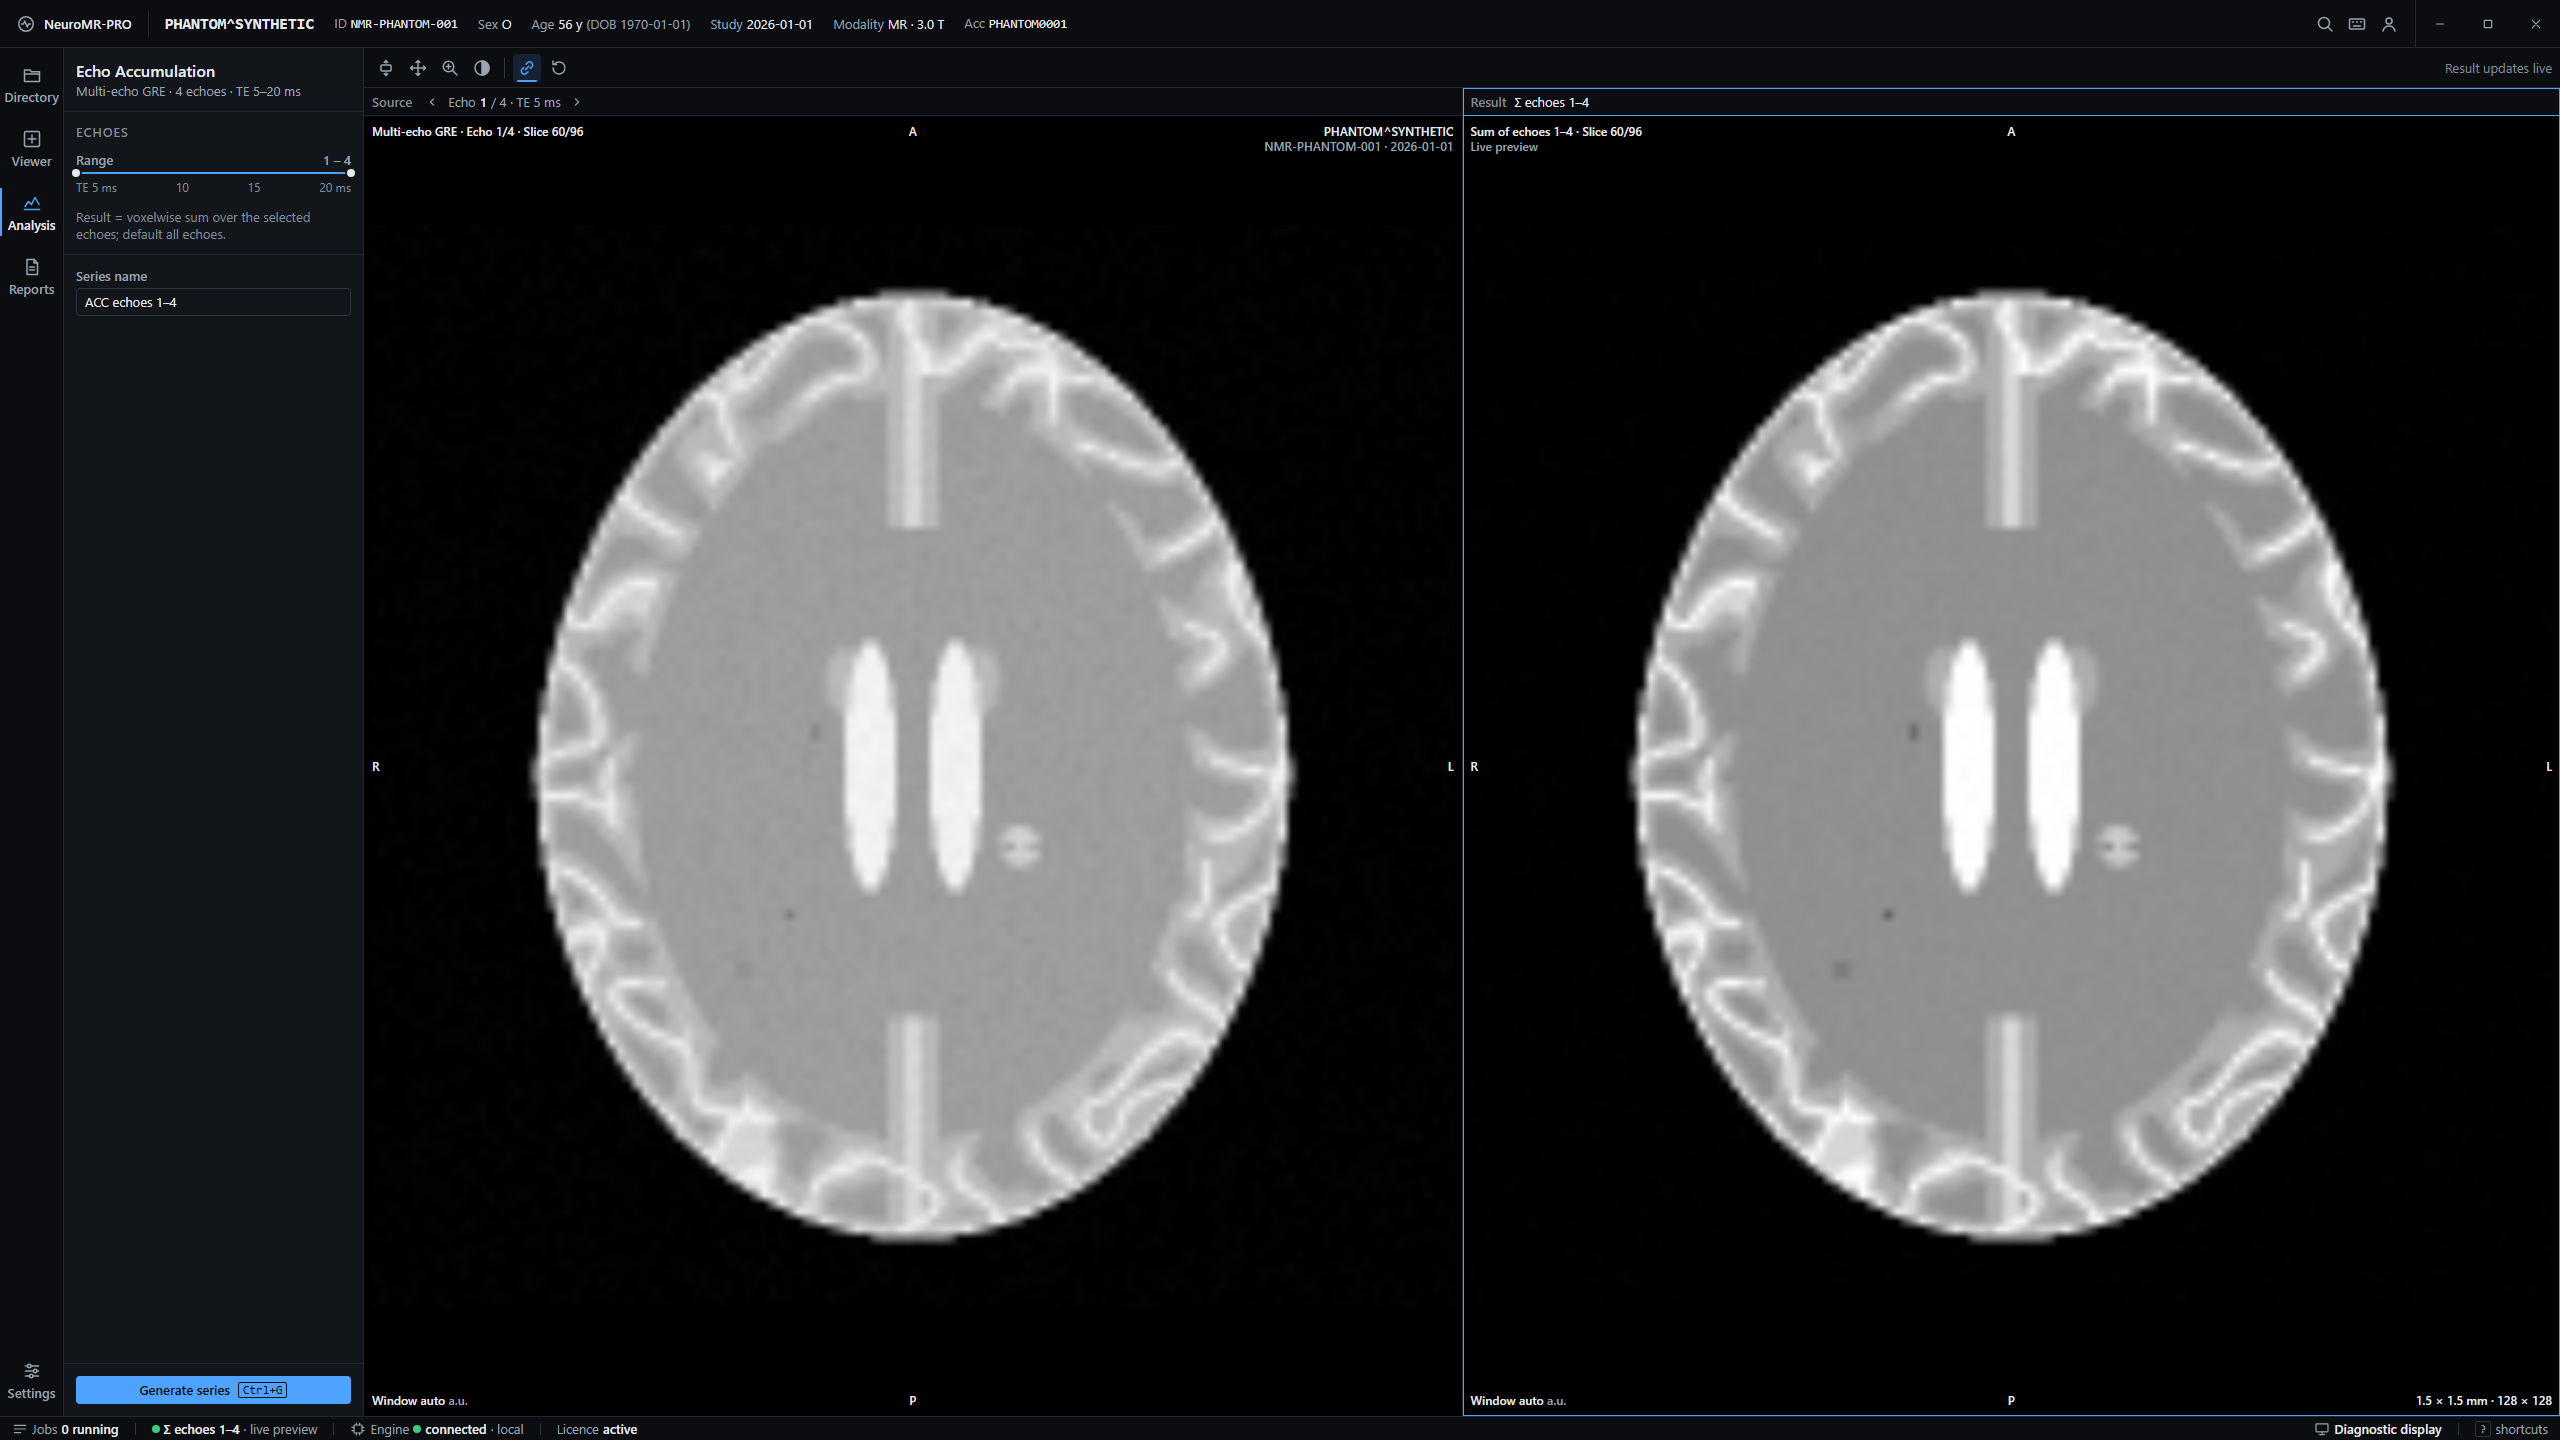 NeuroMR-PRO PHANTOM^SYNTHETIC ID NMR-PHANTOM-001 Sex O Age 56 y (DOB 1970-01-01) Study 2026-01-01 Modality MR · 3.0 T Acc PHANTOM0001
Directory
Viewer
Analysis
Reports
Settings
Echo Accumulation
Multi-echo GRE · 4 echoes · TE 5–20 ms
ECHOES
Range 1 – 4
TE 5 ms 10 15 20 ms
Result = voxelwise sum over the selected
echoes; default all echoes.
Series name
ACC echoes 1–4
Generate series Ctrl+G
Result updates live
Source ‹ Echo 1 / 4 · TE 5 ms ›
Multi-echo GRE · Echo 1/4 · Slice 60/96
A
PHANTOM^SYNTHETIC
NMR-PHANTOM-001 · 2026-01-01
R
L
Window auto a.u.
P
Result Σ echoes 1–4
Sum of echoes 1–4 · Slice 60/96
Live preview
A
R
L
Window auto a.u.
P
1.5 × 1.5 mm · 128 × 128
Jobs 0 running Σ echoes 1–4 · live preview Engine connected · local Licence active Diagnostic display ? shortcuts